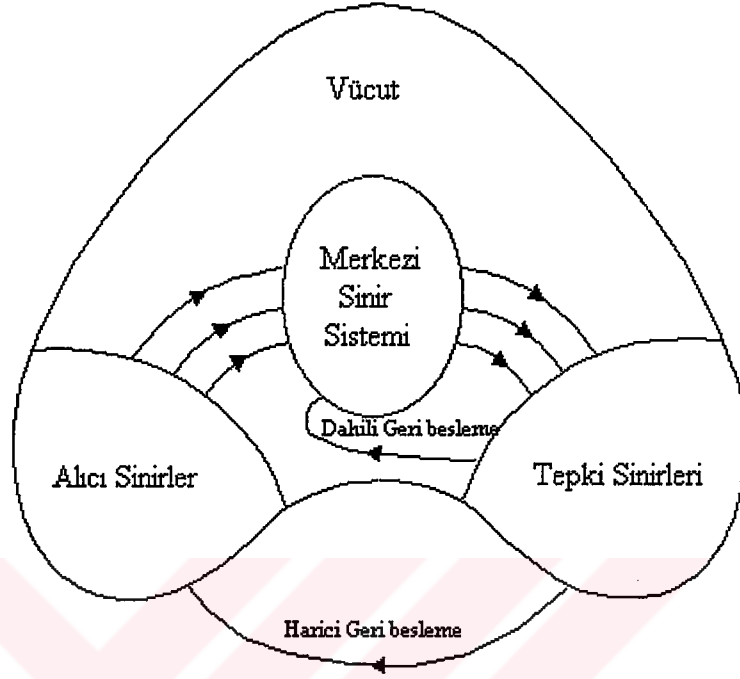 Vücut
Merkezi
Sinir
Sistemi
Dahili Geri besleme
Alıcı Sinirler
Tepki Sinirleri
Harici Geri besleme